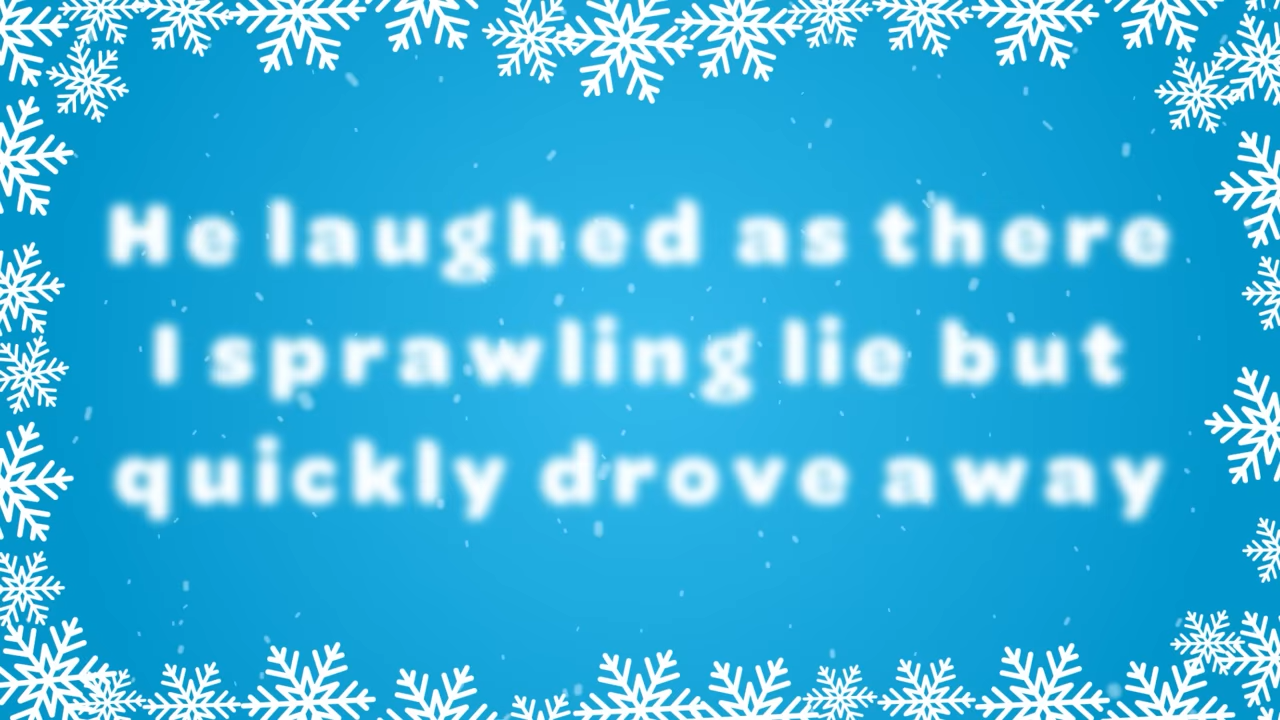 He laughed as there
I sprawling lie but
quickly drove away